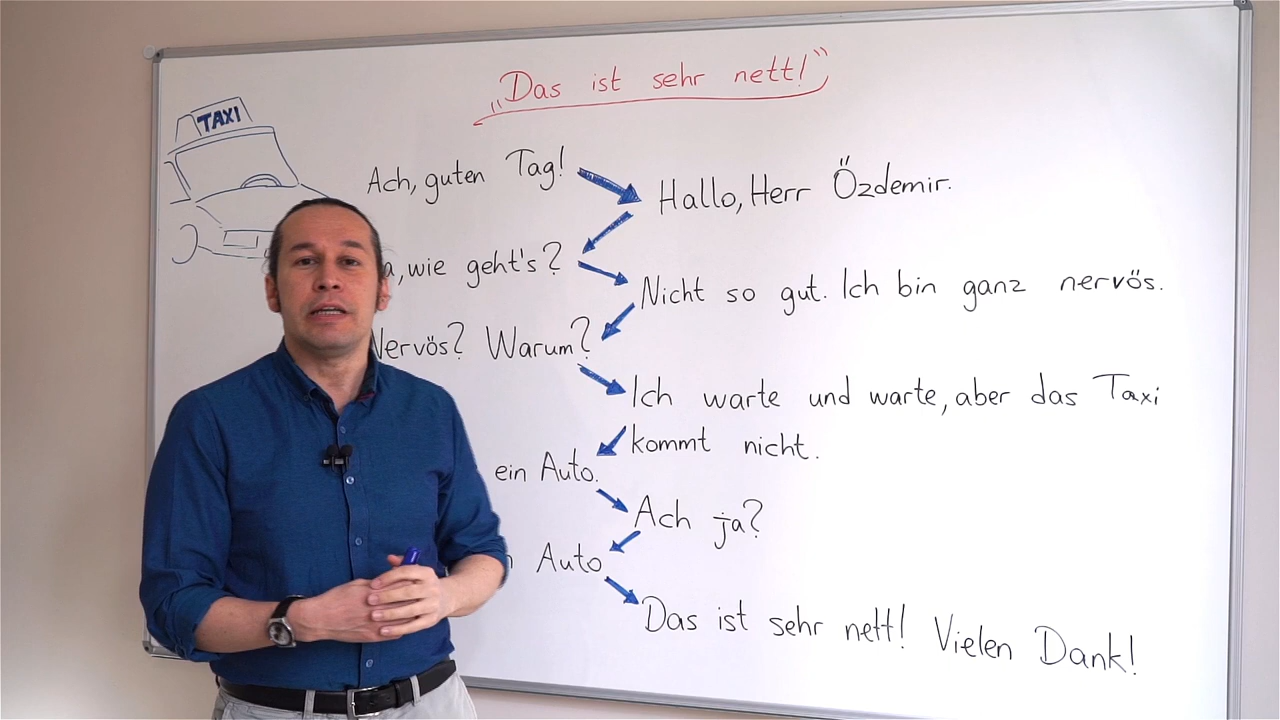 „Das ist sehr nett!“
TAXI
Ach, guten Tag!
Hallo, Herr Özdemir.
wie geht's?
Nicht so gut. Ich bin ganz nervös.
Nervös? Warum?
Ich warte und warte, aber das Taxi
kommt nicht.
ein Auto.
Ach ja?
Auto
Das ist sehr nett! Vielen Dank!